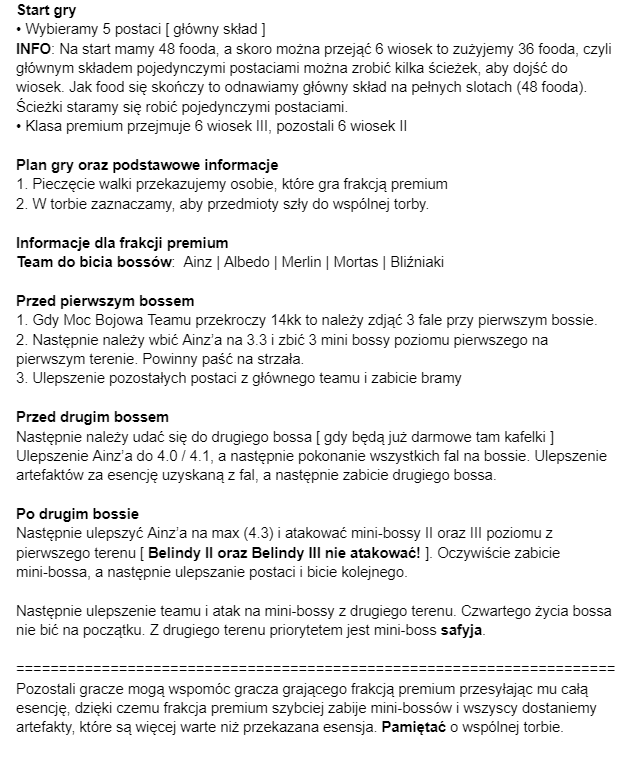 Start gry
• Wybieramy 5 postaci [ główny skład ]
INFO: Na start mamy 48 fooda, a skoro można przejąć 6 wiosek to zużyjemy 36 fooda, czyli
głównym składem pojedynczymi postaciami można zrobić kilka ścieżek, aby dojść do
wiosek. Jak food się skończy to odnawiamy główny skład na pełnych slotach (48 fooda).
Ścieżki staramy się robić pojedynczymi postaciami.
• Klasa premium przejmuje 6 wiosek III, pozostali 6 wiosek II
Plan gry oraz podstawowe informacje
1. Pieczęcie walki przekazujemy osobie, które gra frakcją premium
2. W torbie zaznaczamy, aby przedmioty szły do wspólnej torby.
Informacje dla frakcji premium
Team do bicia bossów: Ainz | Albedo | Merlin | Mortas | Bliźniaki
Przed pierwszym bossem
1. Gdy Moc Bojowa Teamu przekroczy 14kk to należy zdjąć 3 fale przy pierwszym bossie.
2. Następnie należy wbić Ainz’a na 3.3 i zbić 3 mini bossy poziomu pierwszego na
pierwszym terenie. Powinny paść na strzała.
3. Ulepszenie pozostałych postaci z głównego teamu i zabicie bramy
Przed drugim bossem
Następnie należy udać się do drugiego bossa [ gdy będą już darmowe tam kafelki ]
Ulepszenie Ainz’a do 4.0 / 4.1, a następnie pokonanie wszystkich fal na bossie. Ulepszenie
artefaktów za esencję uzyskaną z fal, a następnie zabicie drugiego bossa.
Po drugim bossie
Następnie ulepszyć Ainz’a na max (4.3) i atakować mini-bossy II oraz III poziomu z
pierwszego terenu [ Belindy II oraz Belindy III nie atakować! ]. Oczywiście zabicie
mini-bossa, a następnie ulepszanie postaci i bicie kolejnego.
Następnie ulepszenie teamu i atak na mini-bossy z drugiego terenu. Czwartego życia bossa
nie bić na początku. Z drugiego terenu priorytetem jest mini-boss safyja.
======================================================================
Pozostali gracze mogą wspomóc gracza grającego frakcją premium przesyłając mu całą
esencję, dzięki czemu frakcja premium szybciej zabije mini-bossów i wszyscy dostaniemy
artefakty, które są więcej warte niż przekazana esensja. Pamiętać o wspólnej torbie.